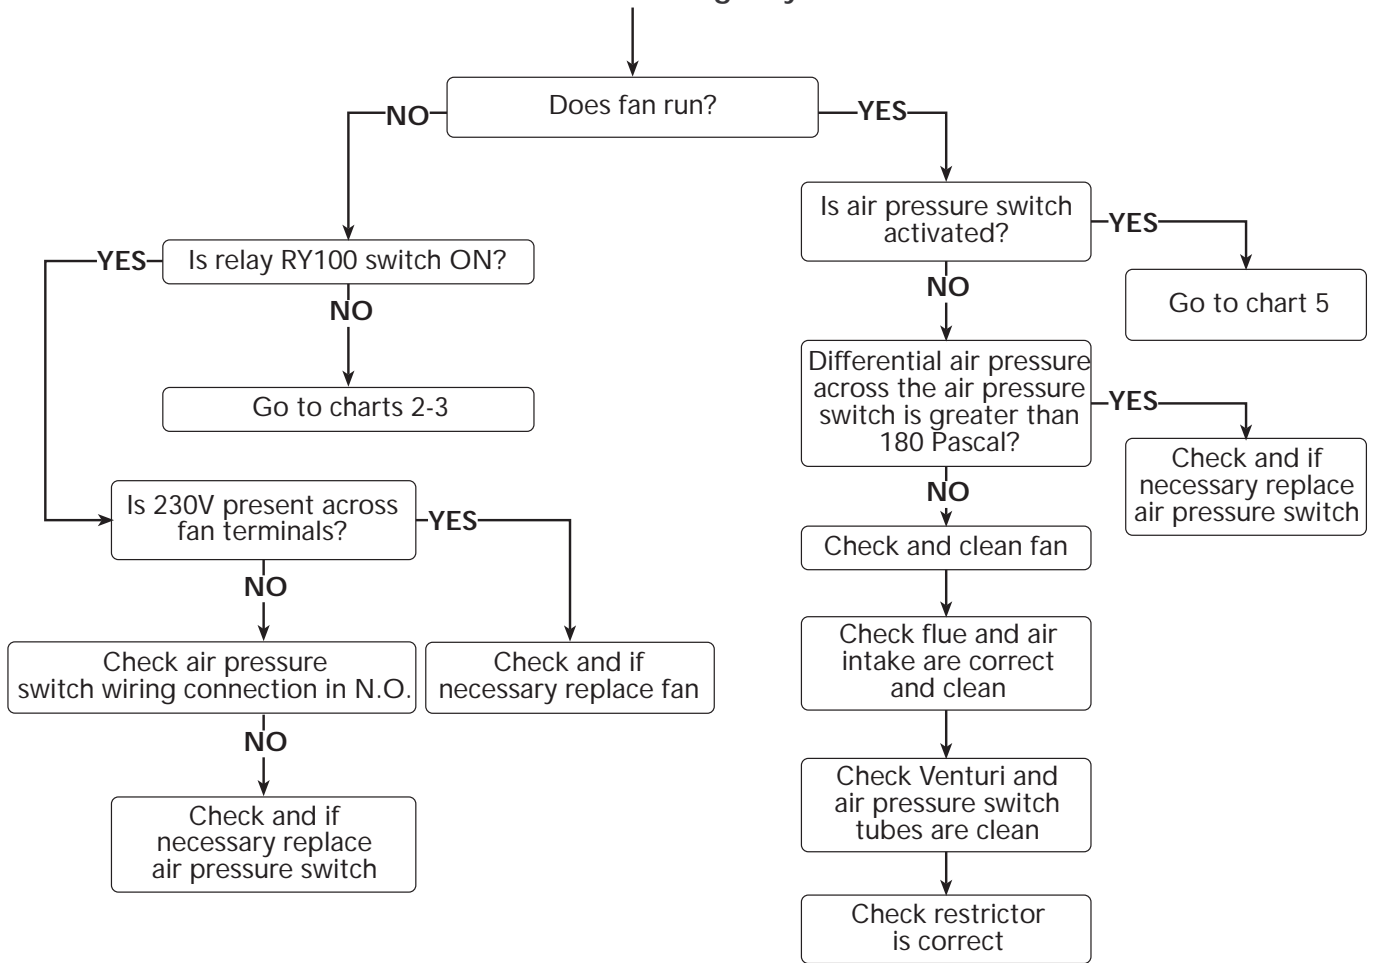 Does fan run?
NO
YES
Is air pressure switch
activated?
YES
Is relay RY100 switch ON?
YES
NO
NO
Go to chart 5
Differential air pressure
across the air pressure
switch is greater than
180 Pascal?
YES
Go to charts 2-3
Check and if
necessary replace
air pressure switch
Is 230V present across
fan terminals?
YES
NO
NO
Check and clean fan
Check air pressure
switch wiring connection in N.O.
Check and if
necessary replace fan
Check flue and air
intake are correct
and clean
NO
Check and if
necessary replace
air pressure switch
Check Venturi and
air pressure switch
tubes are clean
Check restrictor
is correct